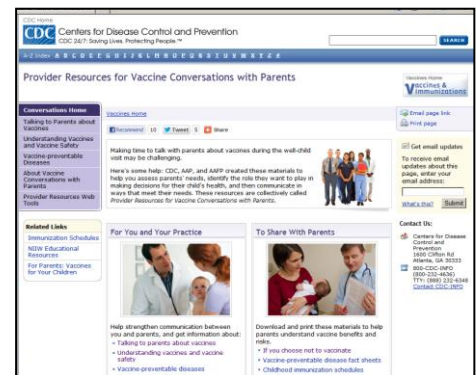 CDC Home
CDC
Centers for Disease Control and Prevention
CDC 24/7: Saving Lives. Protecting People.™
SEARCH
A-Z Index A B C D E F G H I J K L M N O P Q R S T U V W X Y Z #
Provider Resources for Vaccine Conversations with Parents
Vaccines Home
Vaccines & Immunizations
Conversations Home
Talking to Parents about Vaccines
Understanding Vaccines and Vaccine Safety
Vaccine-preventable Diseases
About Vaccine Conversations with Parents
Provider Resources Web Tools
Related Links
Immunization Schedules
NIIW Educational Resources
For Parents: Vaccines for Your Children
Vaccines Home
Recommend 10 Tweet 5 Share
Making time to talk with parents about vaccines during the well-child
visit may be challenging.
Here's some help: CDC, AAP, and AAFP created these materials to
help you assess parents' needs, identify the role they want to play in
making decisions for their child's health, and then communicate in
ways that meet their needs. These resources are collectively called
Provider Resources for Vaccine Conversations with Parents.
For You and Your Practice
Help strengthen communication between
you and parents, and get information about:
• Talking to parents about vaccines
• Understanding vaccines and vaccine
safety
• Vaccine-preventable diseases
To Share With Parents
Download and print these materials to help
parents understand vaccine benefits and
risks.
• If you choose not to vaccinate
• Vaccine-preventable disease fact sheets
• Childhood immunization schedules
Email page link
Print page
Get email updates
To receive email
updates about this
page, enter your
email address:
What's this? Submit
Contact Us:
Centers for Disease
Control and
Prevention
1600 Clifton Rd
Atlanta, GA 30333
800-CDC-INFO
(800-232-4636)
TTY: (888) 232-6348
Contact CDC-INFO